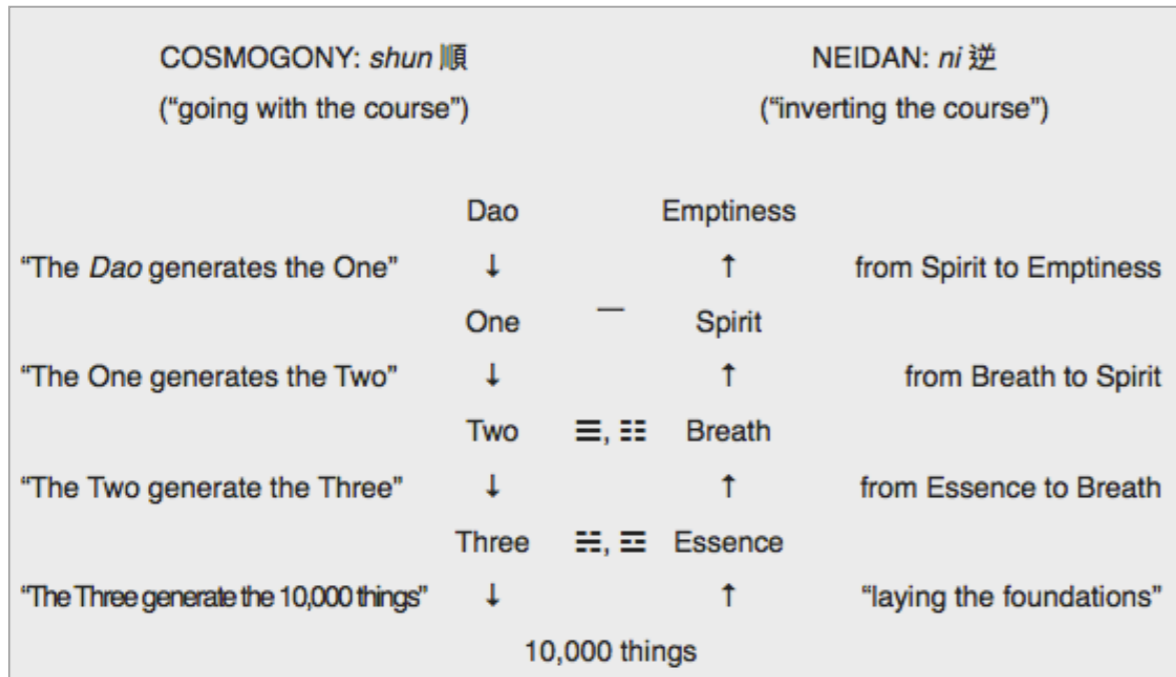 COSMOGONY: shun 順 NEIDAN: ni 逆
(“going with the course”) (“inverting the course”)
Dao Emptiness
“The Dao generates the One” ↓ ↑ from Spirit to Emptiness
One — Spirit
“The One generates the Two” ↓ ↑ from Breath to Spirit
Two ☰, ☷ Breath
“The Two generate the Three” ↓ ↑ from Essence to Breath
Three ☵, ☲ Essence
“The Three generate the 10,000 things” ↓ ↑ “laying the foundations”
10,000 things